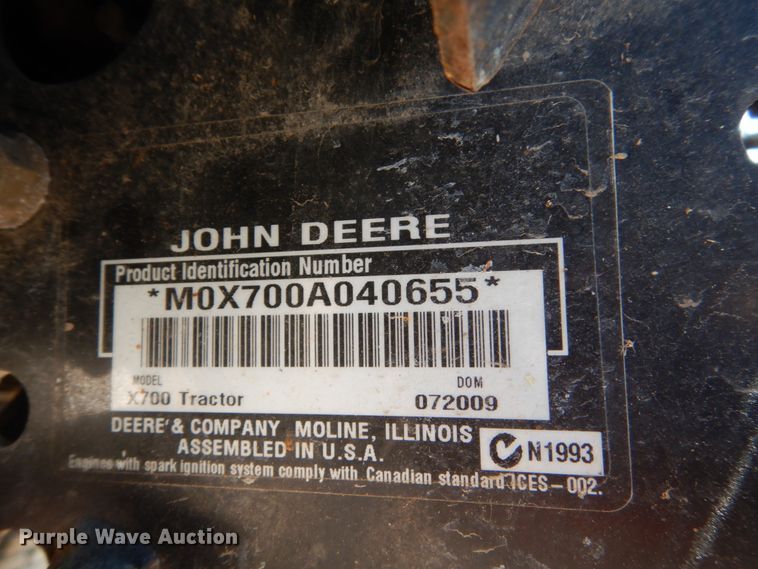 JOHN DEERE
Product Identification Number
*M0X700A040655*
MODEL DOM
X700 Tractor 072009
DEERE & COMPANY MOLINE, ILLINOIS
ASSEMBLED IN U.S.A.
N1993
Engines with spark ignition system comply with Canadian standard ICES-002.
Purple Wave Auction